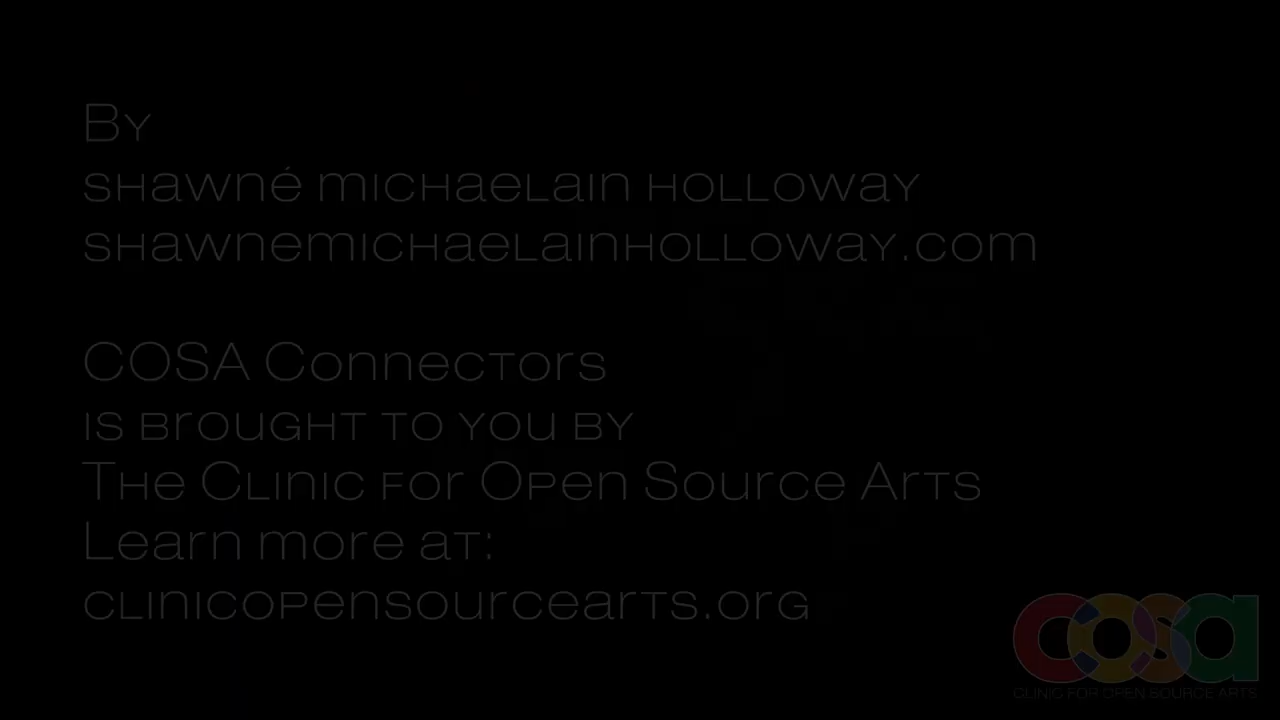 By
shawné michaelain holloway
shawnemichaelainholloway.com
COSA Connectors
is brought to you by
The Clinic for Open Source Arts
Learn more at:
clinicopensourcearts.org
cosa
CLINIC FOR OPEN SOURCE ARTS